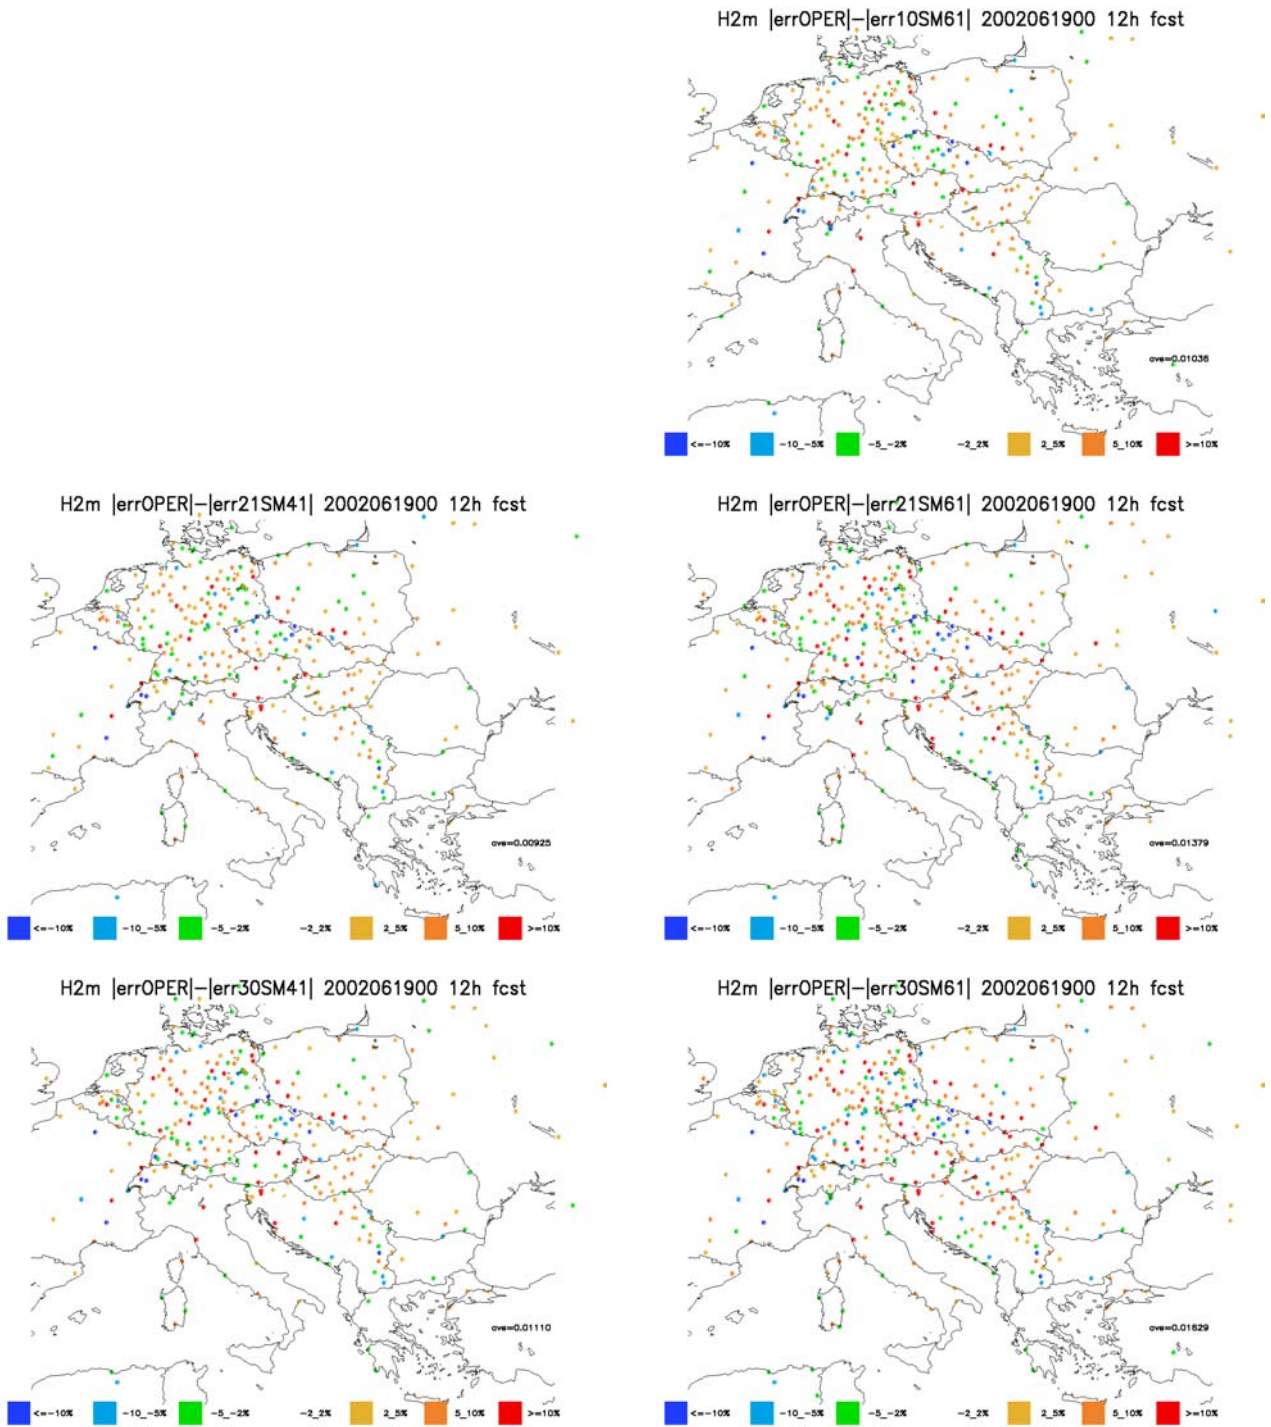 H2m |errOPER|-|err10SM61| 2002061900 12h fcst
ave=0.01036
<=-10% -10_-5% -5_-2% -2_2% 2_5% 5_10% >=10%
H2m |errOPER|-|err21SM41| 2002061900 12h fcst
ave=0.00925
<=-10% -10_-5% -5_-2% -2_2% 2_5% 5_10% >=10%
H2m |errOPER|-|err21SM61| 2002061900 12h fcst
ave=0.01379
<=-10% -10_-5% -5_-2% -2_2% 2_5% 5_10% >=10%
H2m |errOPER|-|err30SM41| 2002061900 12h fcst
ave=0.01110
<=-10% -10_-5% -5_-2% -2_2% 2_5% 5_10% >=10%
H2m |errOPER|-|err30SM61| 2002061900 12h fcst
ave=0.01629
<=-10% -10_-5% -5_-2% -2_2% 2_5% 5_10% >=10%